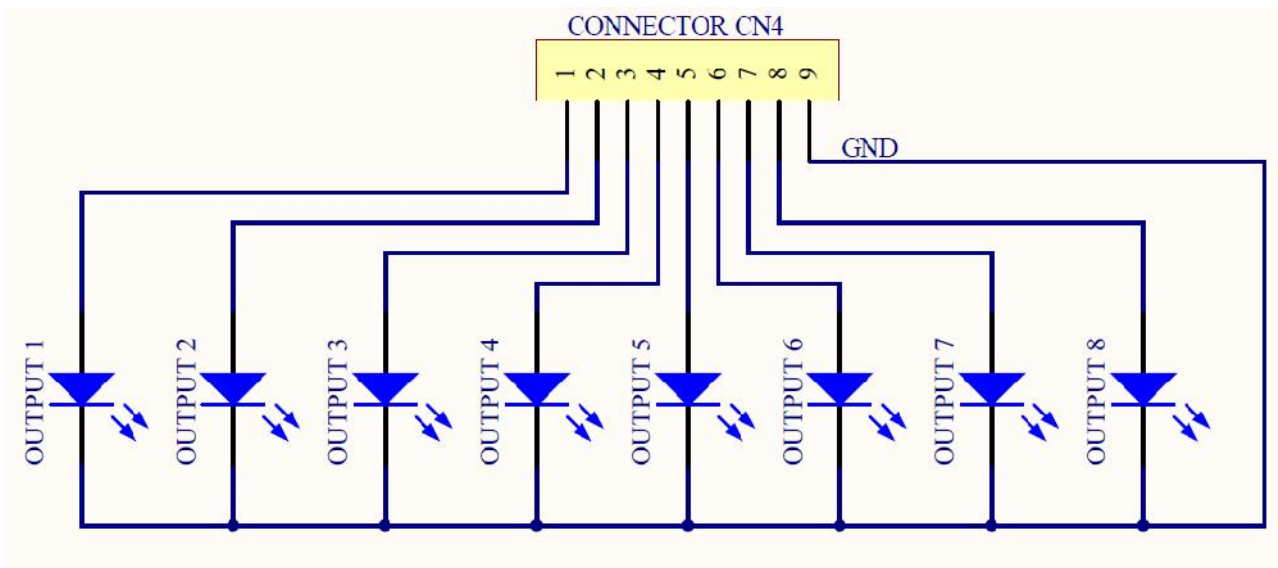 CONNECTOR CN4
1 2 3 4 5 6 7 8 9
GND
OUTPUT 1
OUTPUT 2
OUTPUT 3
OUTPUT 4
OUTPUT 5
OUTPUT 6
OUTPUT 7
OUTPUT 8